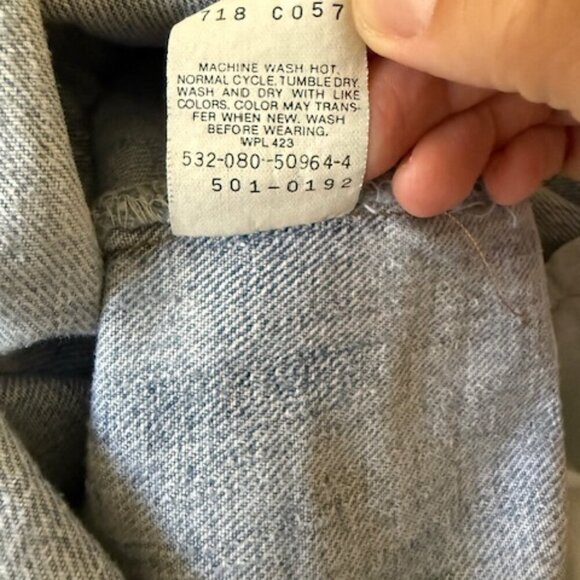 718 C057
MACHINE WASH HOT,
NORMAL CYCLE. TUMBLE DRY.
WASH AND DRY WITH LIKE
COLORS. COLOR MAY TRANS-
FER WHEN NEW. WASH
BEFORE WEARING.
WPL 423
532-080-50964-4
501-0192